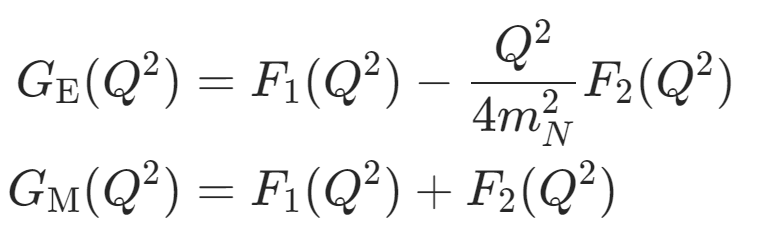 G_E(Q^2) = F_1(Q^2) − \frac{Q^2}{4m_N^2} F_2(Q^2)
G_M(Q^2) = F_1(Q^2) + F_2(Q^2)